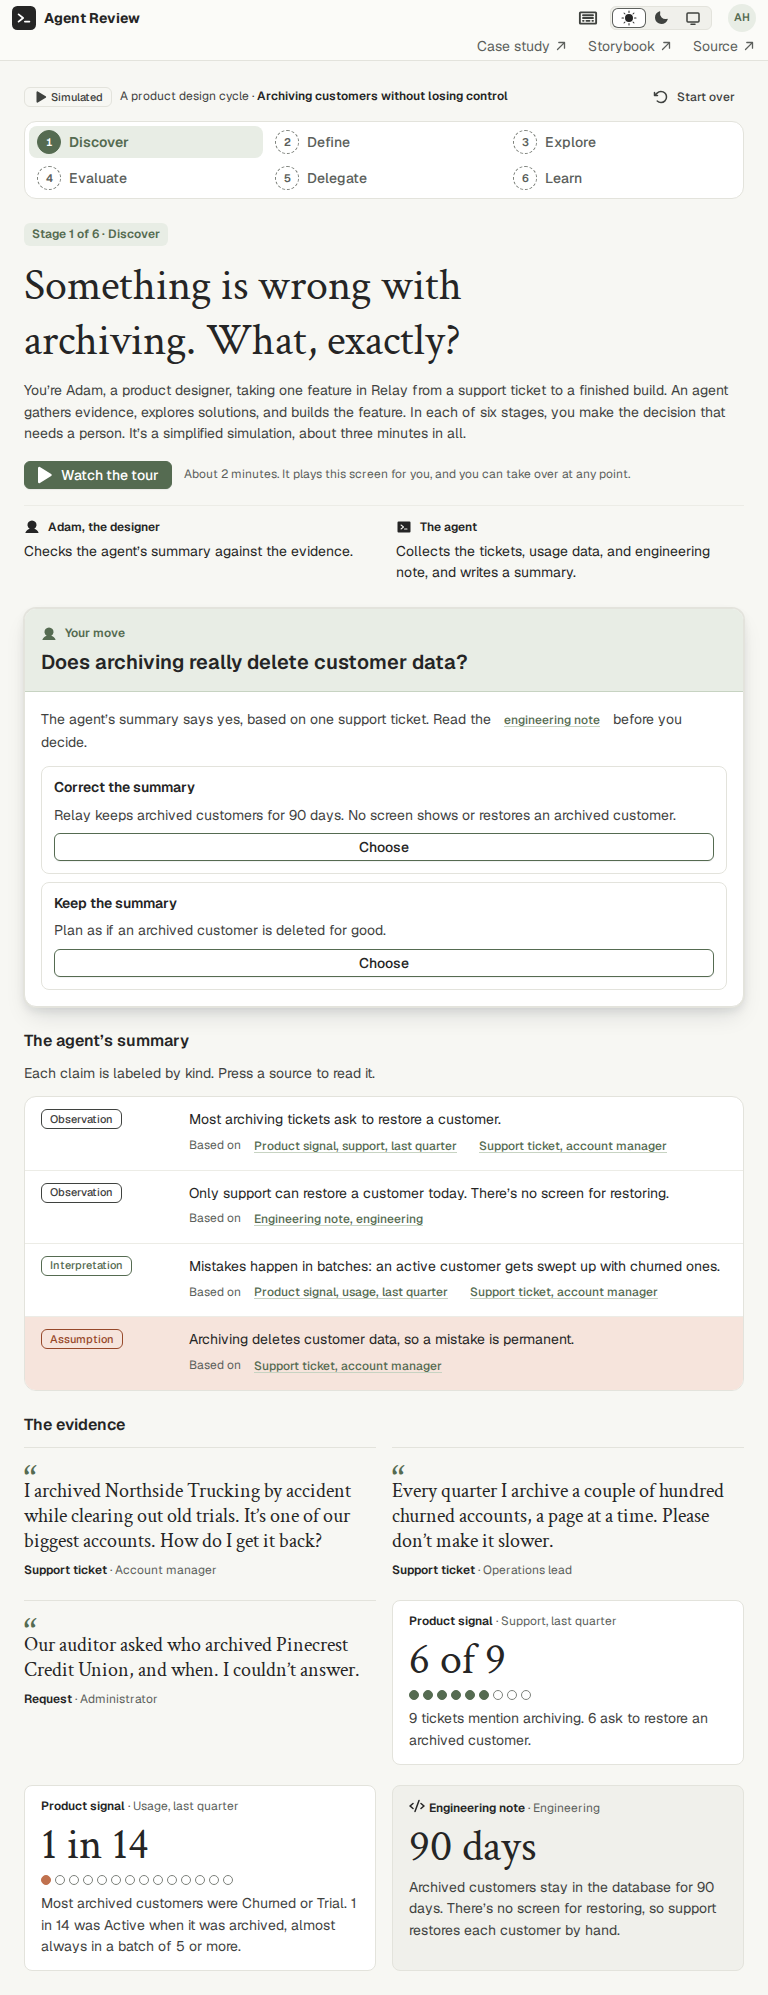 Agent Review
AH
Case study
Storybook
Source
Simulated
A product design cycle · Archiving customers without losing control
Start over
1 Discover
2 Define
3 Explore
4 Evaluate
5 Delegate
6 Learn
Stage 1 of 6 · Discover
Something is wrong with
archiving. What, exactly?
You’re Adam, a product designer, taking one feature in Relay from a support ticket to a finished build. An agent
gathers evidence, explores solutions, and builds the feature. In each of six stages, you make the decision that
needs a person. It’s a simplified simulation, about three minutes in all.
Watch the tour
About 2 minutes. It plays this screen for you, and you can take over at any point.
Adam, the designer
Checks the agent’s summary against the evidence.
The agent
Collects the tickets, usage data, and engineering
note, and writes a summary.
Your move
Does archiving really delete customer data?
The agent’s summary says yes, based on one support ticket. Read the engineering note before you
decide.
Correct the summary
Relay keeps archived customers for 90 days. No screen shows or restores an archived customer.
Choose
Keep the summary
Plan as if an archived customer is deleted for good.
Choose
The agent’s summary
Each claim is labeled by kind. Press a source to read it.
Observation
Most archiving tickets ask to restore a customer.
Based on Product signal, support, last quarter Support ticket, account manager
Observation
Only support can restore a customer today. There’s no screen for restoring.
Based on Engineering note, engineering
Interpretation
Mistakes happen in batches: an active customer gets swept up with churned ones.
Based on Product signal, usage, last quarter Support ticket, account manager
Assumption
Archiving deletes customer data, so a mistake is permanent.
Based on Support ticket, account manager
The evidence
“
I archived Northside Trucking by accident
while clearing out old trials. It’s one of our
biggest accounts. How do I get it back?
Support ticket · Account manager
“
Every quarter I archive a couple of hundred
churned accounts, a page at a time. Please
don’t make it slower.
Support ticket · Operations lead
“
Our auditor asked who archived Pinecrest
Credit Union, and when. I couldn’t answer.
Request · Administrator
Product signal · Support, last quarter
6 of 9
9 tickets mention archiving. 6 ask to restore an
archived customer.
Product signal · Usage, last quarter
1 in 14
Most archived customers were Churned or Trial. 1
in 14 was Active when it was archived, almost
always in a batch of 5 or more.
Engineering note · Engineering
90 days
Archived customers stay in the database for 90
days. There’s no screen for restoring, so support
restores each customer by hand.